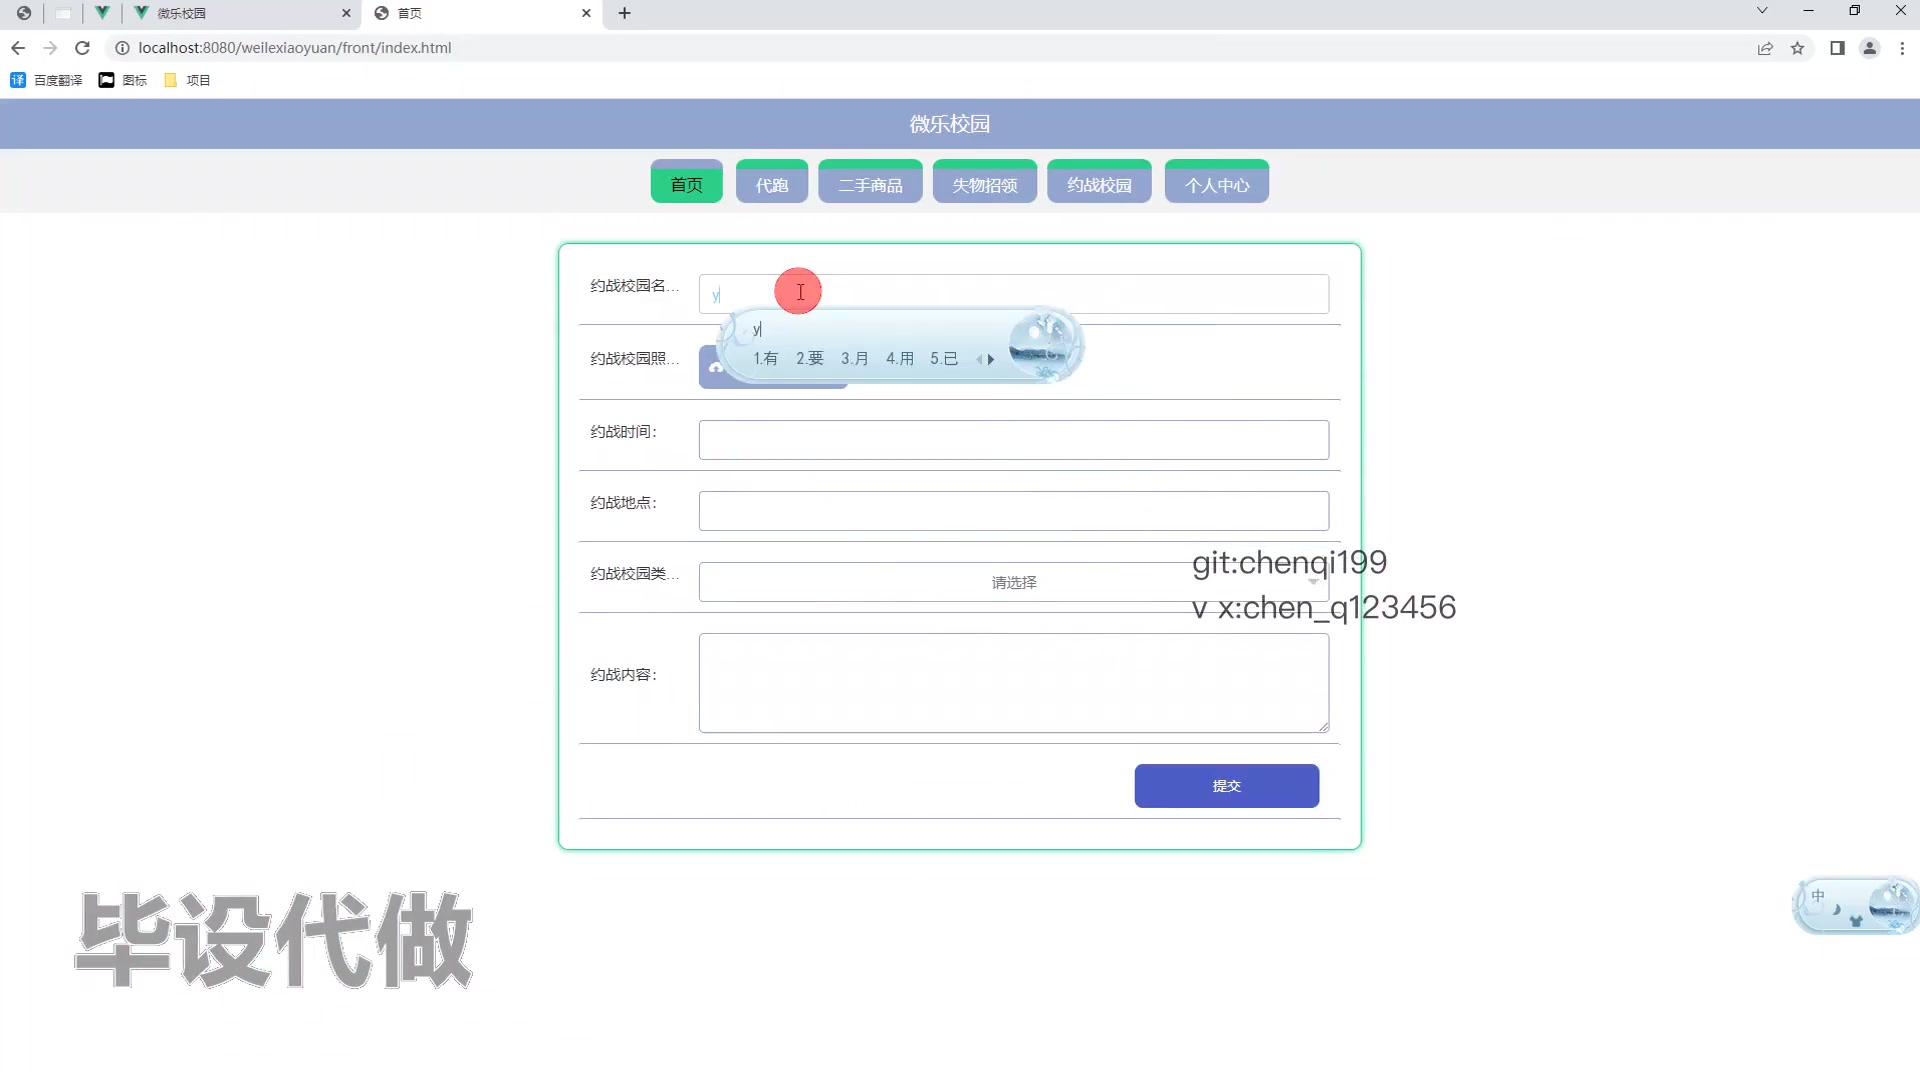 微乐校园
首页
localhost:8080/weilexiaoyuan/front/index.html
百度翻译
图标
项目
微乐校园
首页
代跑
二手商品
失物招领
约战校园
个人中心
约战校园名...
y
y
1.有 2.要 3.月 4.用 5.已
约战校园照...
约战时间：
约战地点：
约战校园类...
请选择
git:chenqi199
v x:chen_q123456
约战内容：
提交
毕设代做
中